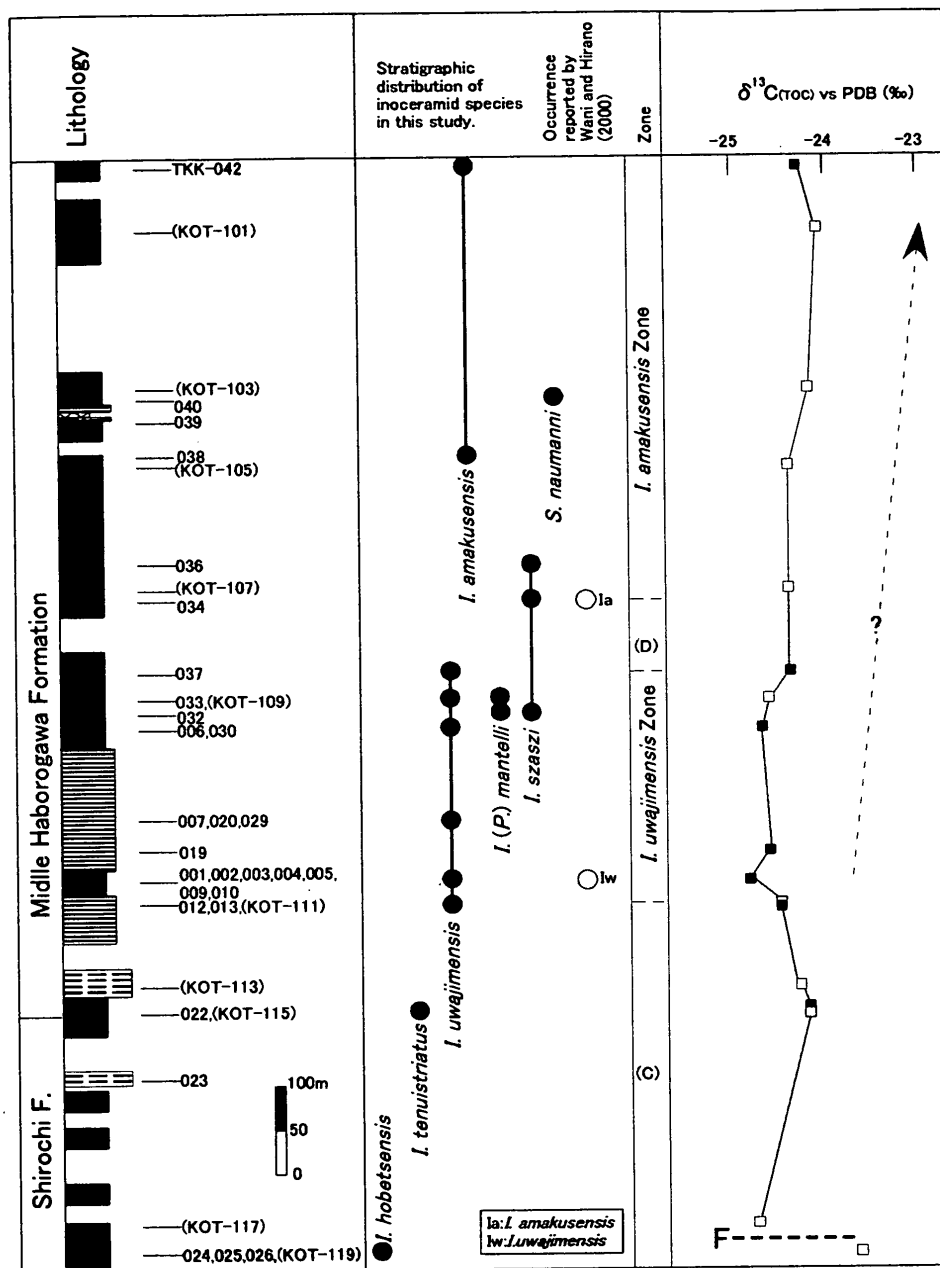 Lithology
Stratigraphic
distribution of
inoceramid species
in this study.
Occurrence
reported by
Wani and Hirano
(2000)
Zone
δ¹³C(TOC) vs PDB (‰)
-25
-24
-23
Midlle Haborogawa Formation
Shirochi F.
TKK-042
(KOT-101)
(KOT-103)
040
039
038
(KOT-105)
036
(KOT-107)
034
037
033,(KOT-109)
032
006,030
007,020,029
019
001,002,003,004,005,
009,010
012,013,(KOT-111)
(KOT-113)
022,(KOT-115)
023
(KOT-117)
024,025,026,(KOT-119)
100m
50
0
I. hobetsensis
I. tenuistriatus
I. uwajimensis
I. amakusensis
I. (P.) mantelli
I. szaszi
S. naumanni
Ia
Iw
I. amakusensis Zone
(D)
I. uwajimensis Zone
(C)
?
F
Ia:I. amakusensis
Iw:I.uwajimensis